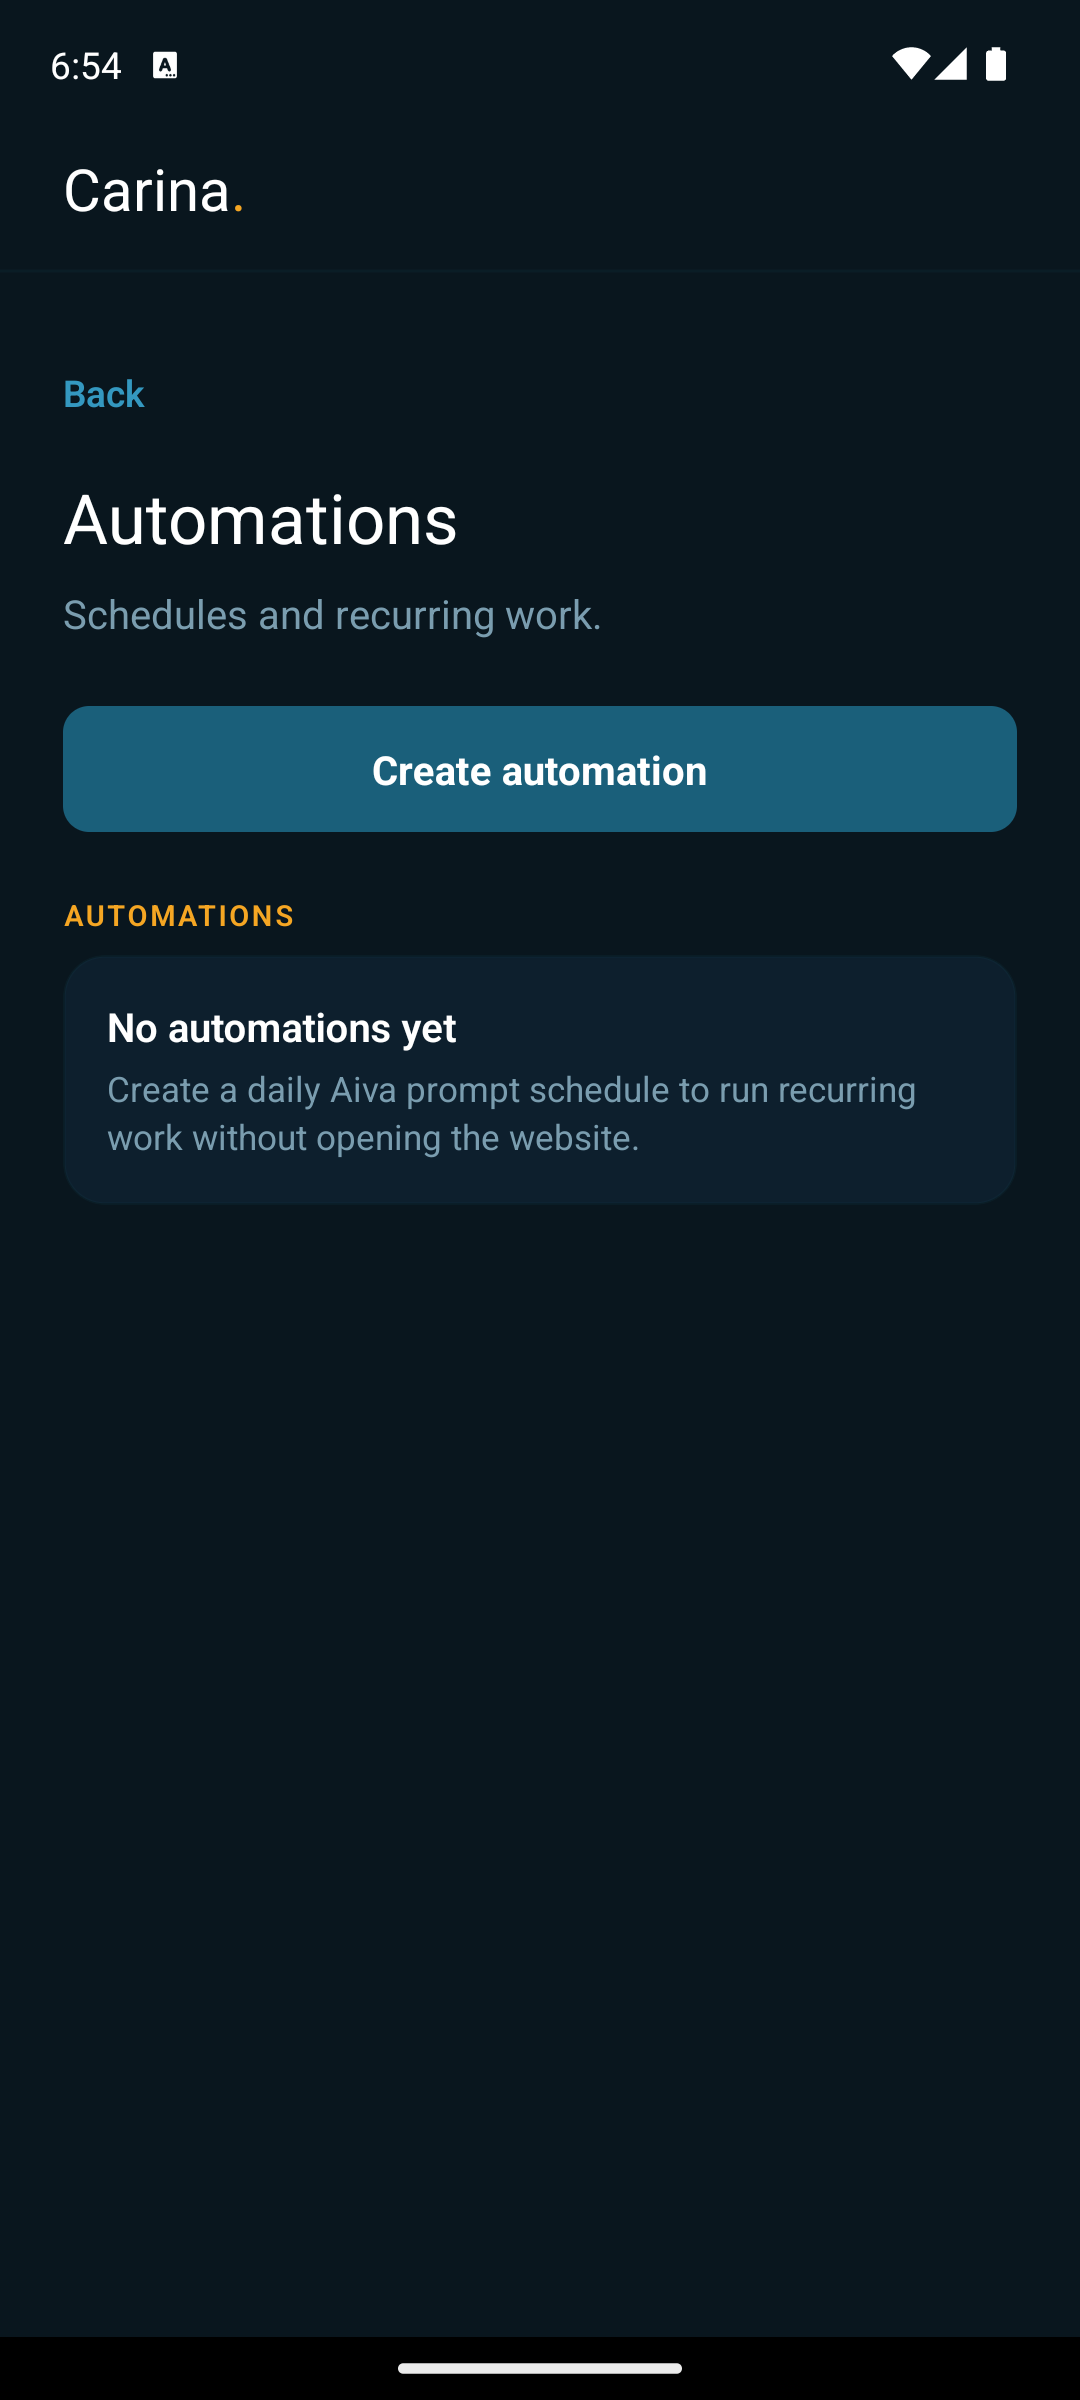 6:54
Carina.
Back
Automations
Schedules and recurring work.
Create automation
AUTOMATIONS
No automations yet
Create a daily Aiva prompt schedule to run recurring
work without opening the website.